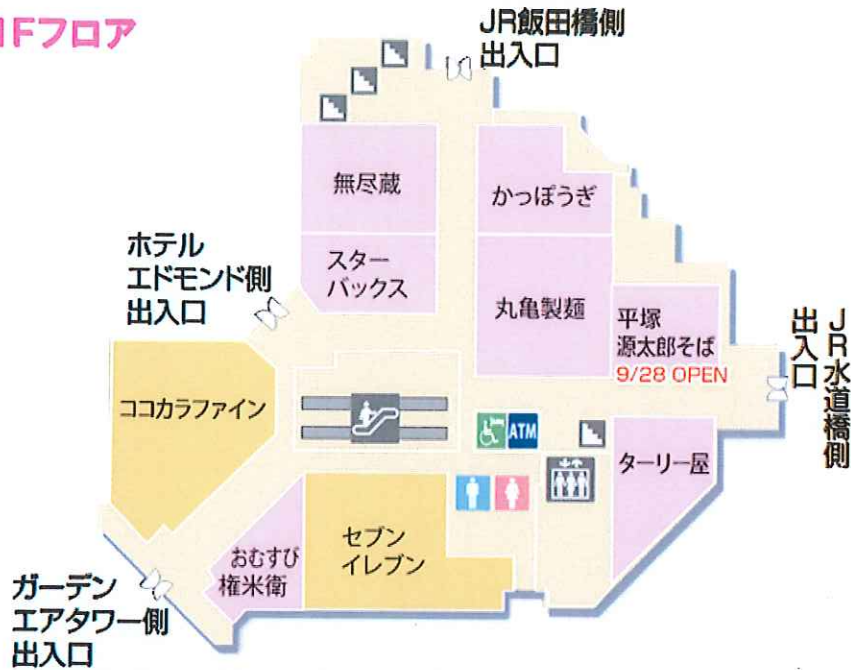 1Fフロア
JR飯田橋側
出入口
無尽蔵
かっぽうぎ
ホテル
エドモンド側
出入口
スター
バックス
丸亀製麺
平塚
源太郎そば
9/28 OPEN
JR水道橋側
出入口
ココカラファイン
ATM
ターリー屋
セブン
イレブン
おむすび
権米衛
ガーデン
エアタワー側
出入口